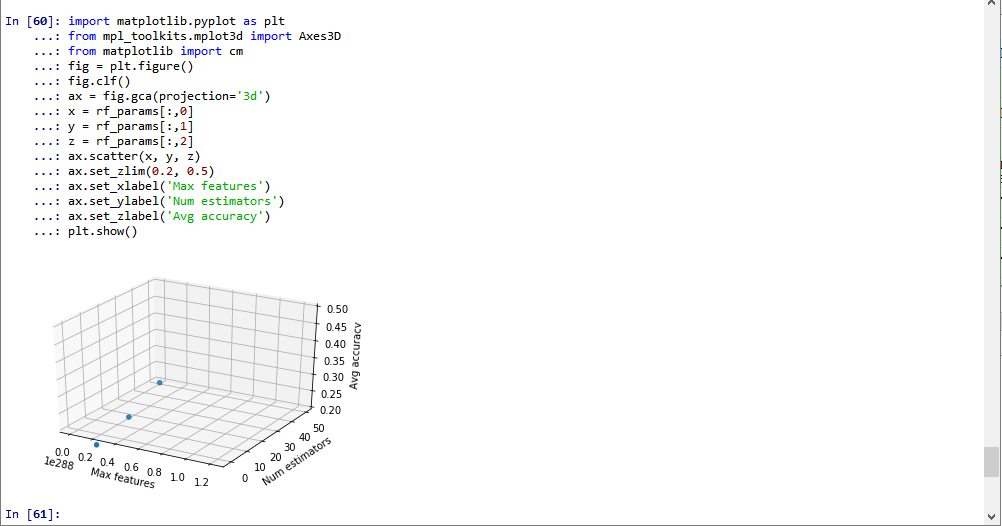 In [60]: import matplotlib.pyplot as plt
...: from mpl_toolkits.mplot3d import Axes3D
...: from matplotlib import cm
...: fig = plt.figure()
...: fig.clf()
...: ax = fig.gca(projection='3d')
...: x = rf_params[:,0]
...: y = rf_params[:,1]
...: z = rf_params[:,2]
...: ax.scatter(x, y, z)
...: ax.set_zlim(0.2, 0.5)
...: ax.set_xlabel('Max features')
...: ax.set_ylabel('Num estimators')
...: ax.set_zlabel('Avg accuracy')
...: plt.show()
0.50
0.45
0.40
0.35
0.30
0.25
0.20
Avg accuracy
50
40
30
20
10
0
Num estimators
0.0 0.2 0.4 0.6 0.8 1.0 1.2
1e288
Max features
In [61]: